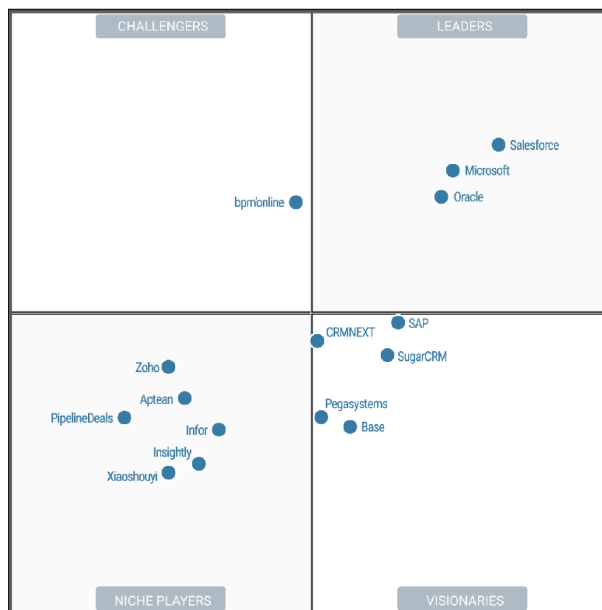 CHALLENGERS
LEADERS
Salesforce
Microsoft
Oracle
bpm'online
SAP
CRMNEXT
SugarCRM
Zoho
Aptean
Pegasystems
PipelineDeals
Base
Infor
Insightly
Xiaoshouyi
NICHE PLAYERS
VISIONARIES